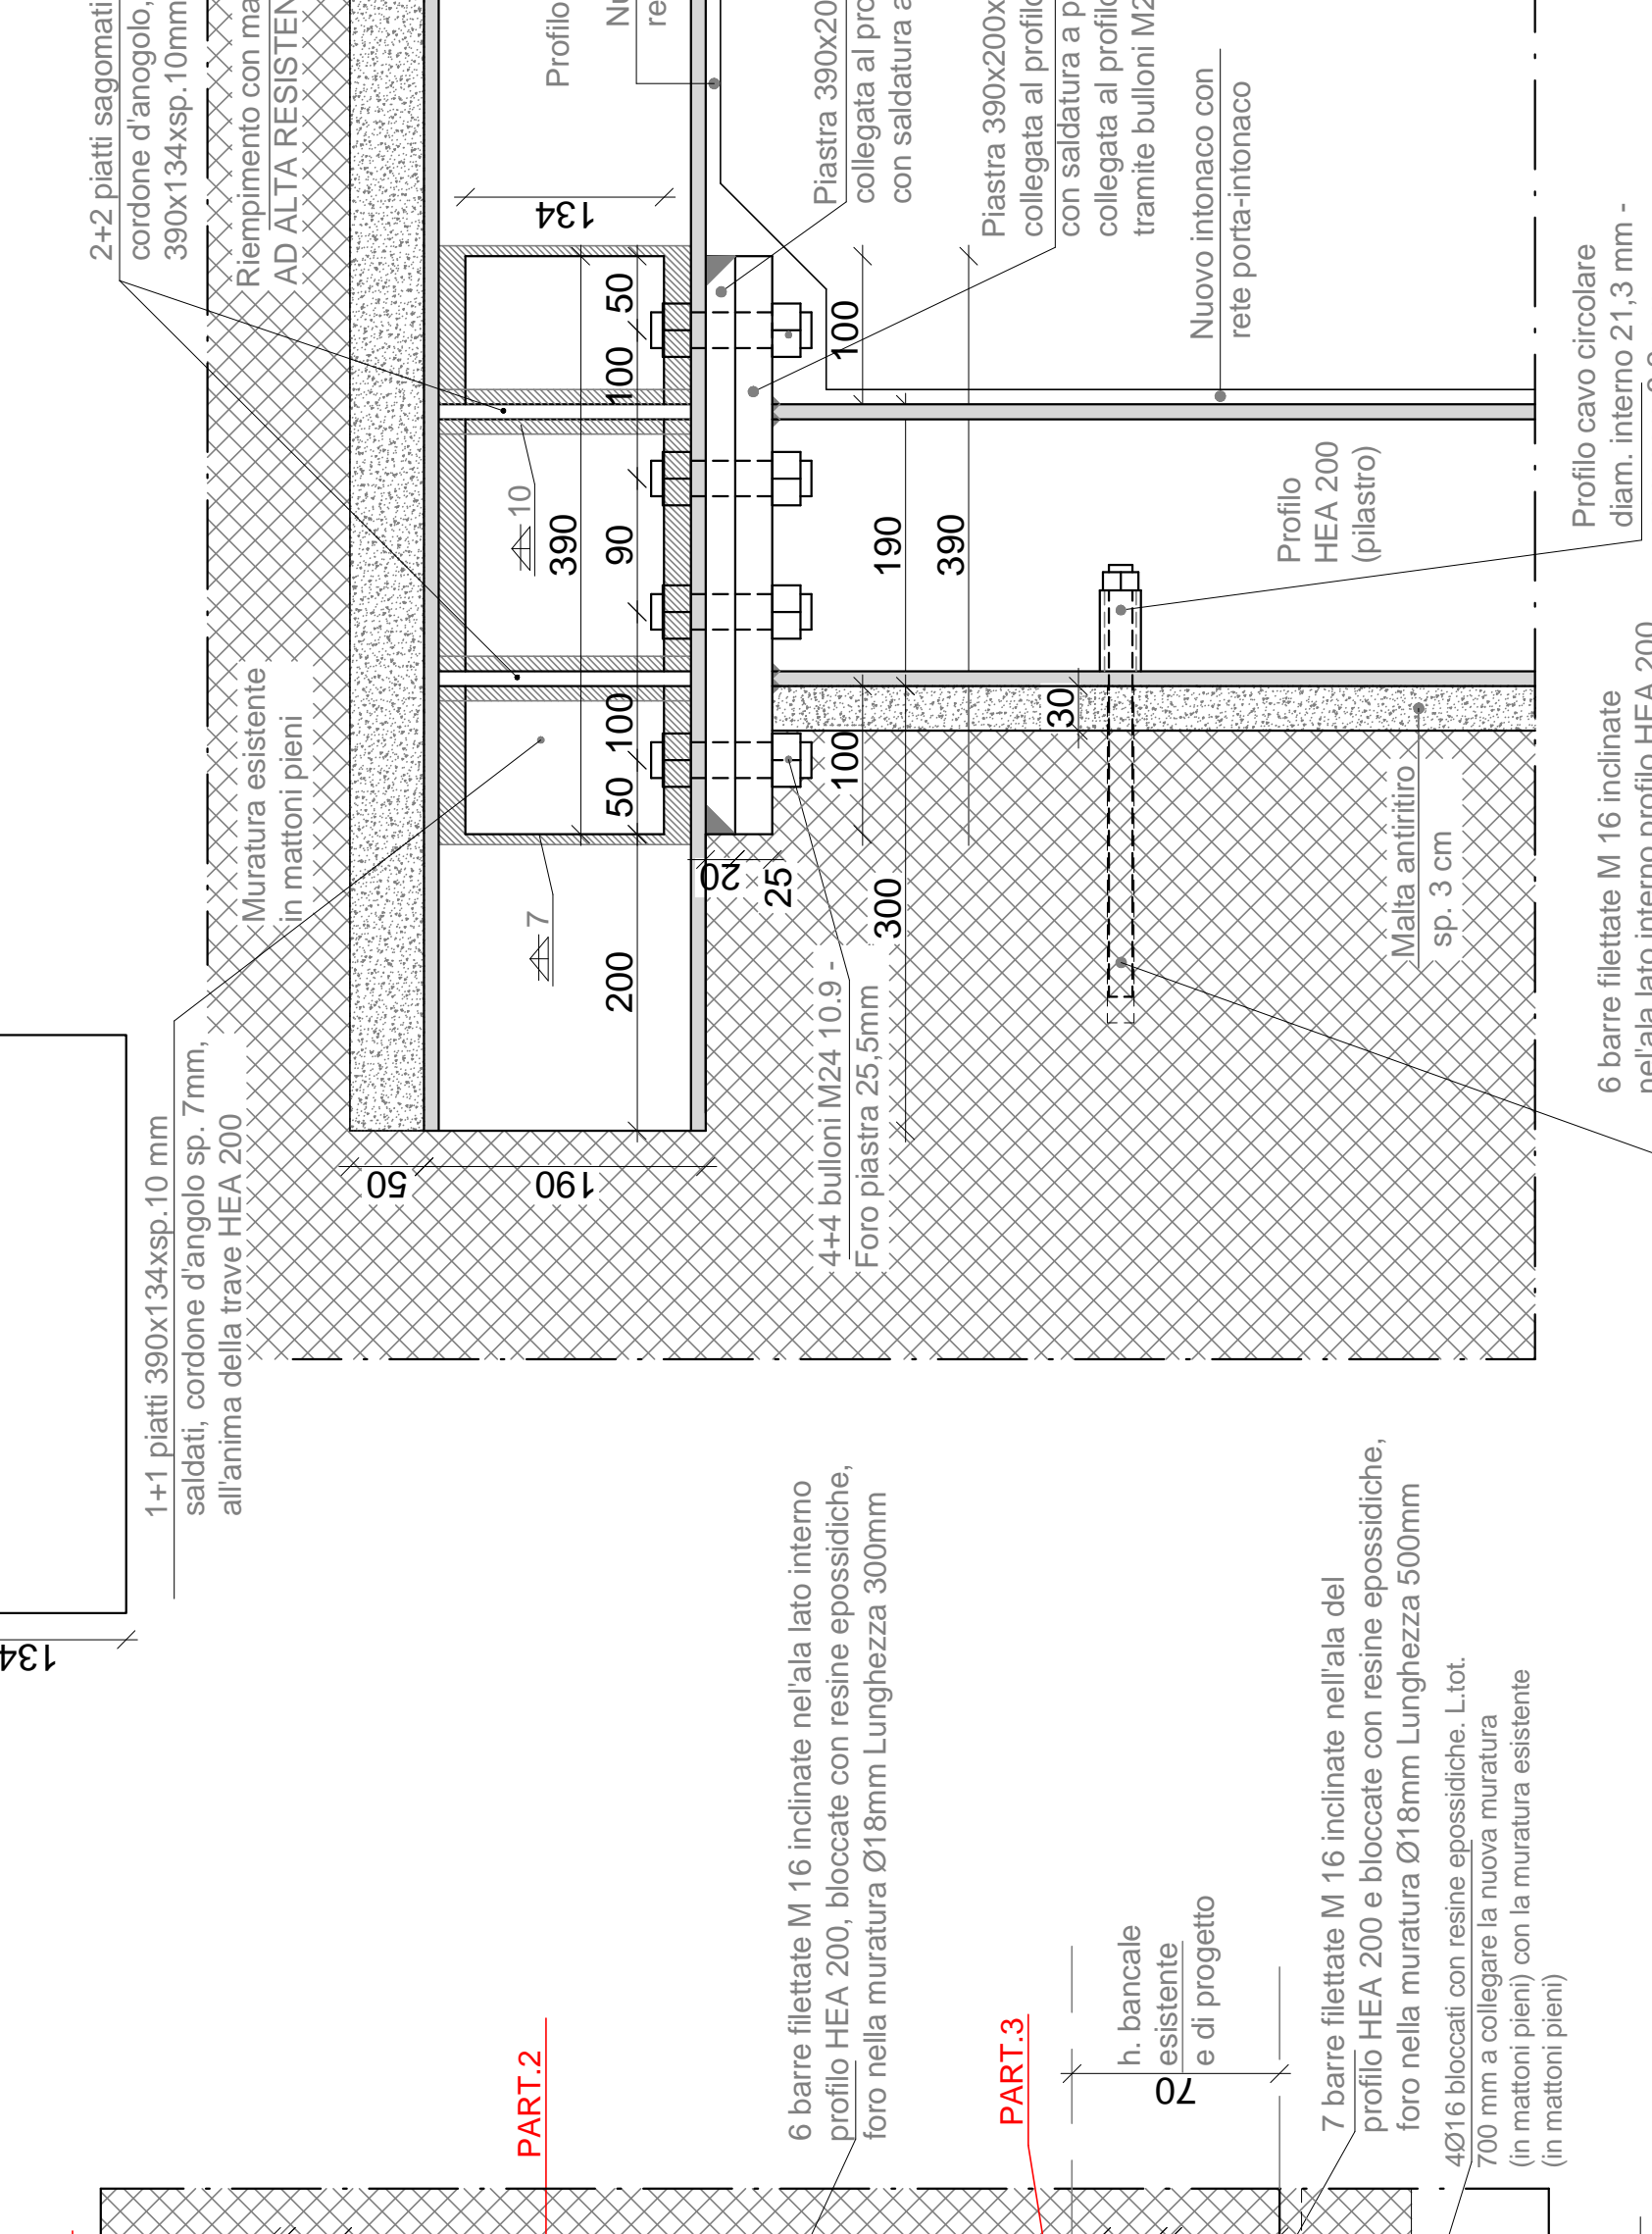 2+2 piatti sagomati
cordone d'anogolo,
390x134xsp.10mm
Riempimento con
AD ALTA
Profilo
Piastra
collegata al
con saldatura a
Piastra
collegata al
con saldatura a
collegata al
tramite bulloni
Nuovo intonaco con
rete porta-intonaco
Profilo cavo circolare
diam. interno 21,3 mm -
Profilo
HEA 200
(pilastro)
Muratura esistente
in mattoni pieni
1+1 piatti 390x134xsp.10 mm
saldati, cordone d'angolo sp. 7mm,
all'anima della trave HEA 200
4+4 bulloni M24 10.9 -
Foro piastra 25,5mm
Malta antiritiro
sp. 3 cm
6 barre filettate M 16 inclinate
nel'ala lato interno profilo HEA 200
134
50
100
90
100
50
200
390
10
7
100
190
390
100
300
30
20
25
50
190
134
6 barre filettate M 16 inclinate nel'ala lato interno
profilo HEA 200, bloccate con resine epossidiche,
foro nella muratura Ø18mm Lunghezza 300mm
PART.2
PART.3
h. bancale
esistente
e di progetto
70
7 barre filettate M 16 inclinate nell'ala del
profilo HEA 200 e bloccate con resine epossidiche,
foro nella muratura Ø18mm Lunghezza 500mm
4Ø16 bloccati con resine epossidiche. L.tot.
700 mm a collegare la nuova muratura
(in mattoni pieni) con la muratura esistente
(in mattoni pieni)